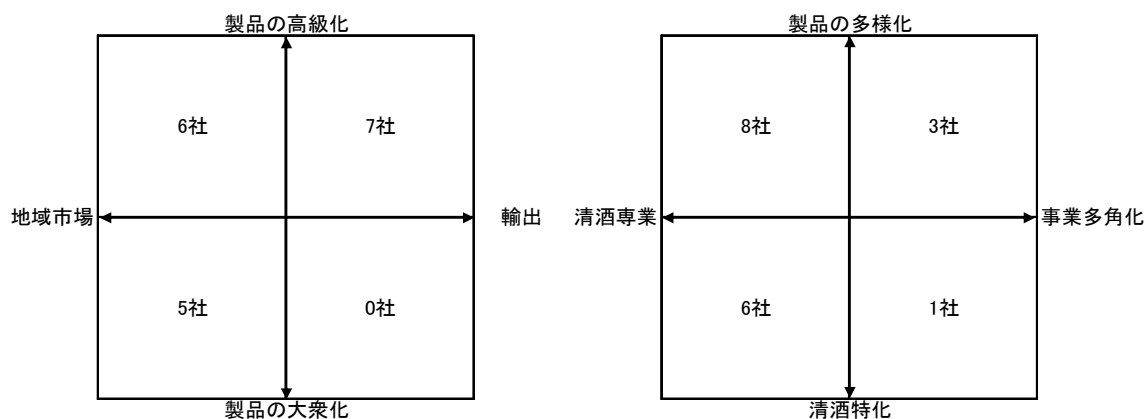 製品の高級化
製品の多様化
6社
7社
8社
3社
地域市場
輸出
清酒専業
事業多角化
5社
0社
6社
1社
製品の大衆化
清酒特化